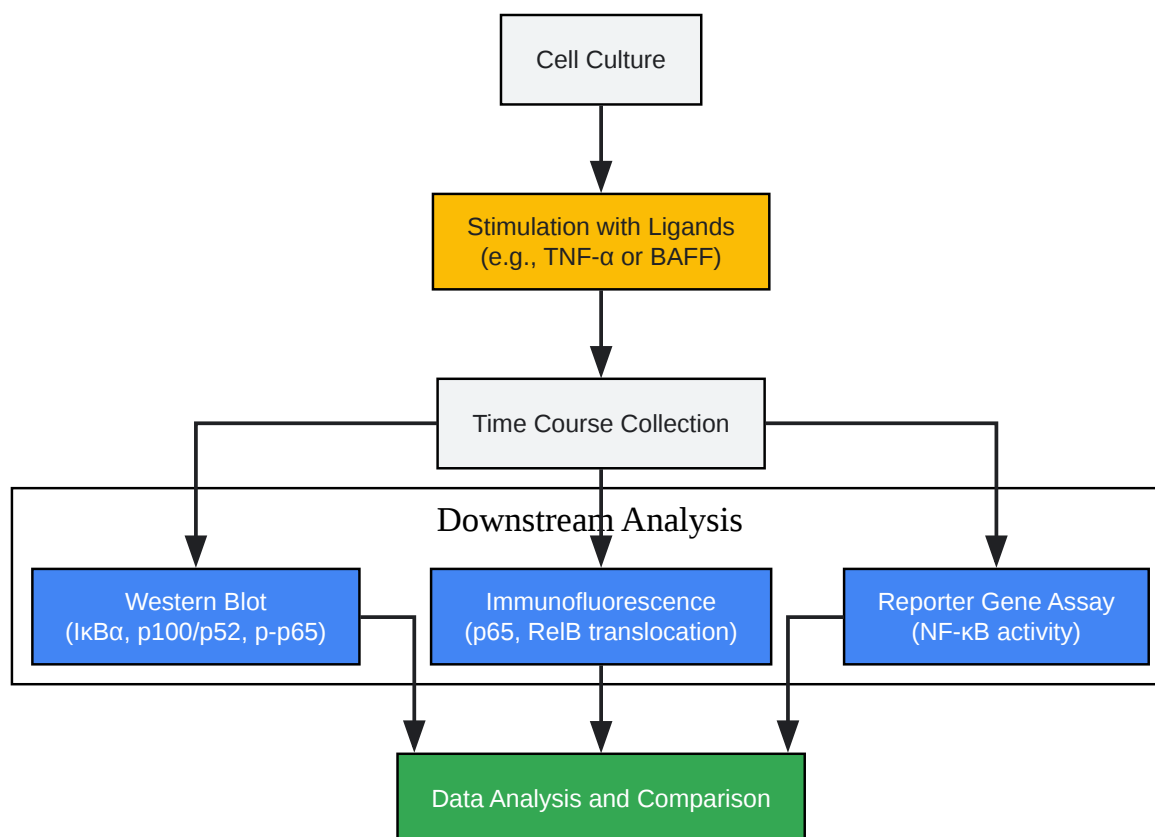 Cell Culture
Stimulation with Ligands
(e.g., TNF-α or BAFF)
Time Course Collection
Downstream Analysis
Western Blot
(IκBα, p100/p52, p-p65)
Immunofluorescence
(p65, RelB translocation)
Reporter Gene Assay
(NF-κB activity)
Data Analysis and Comparison